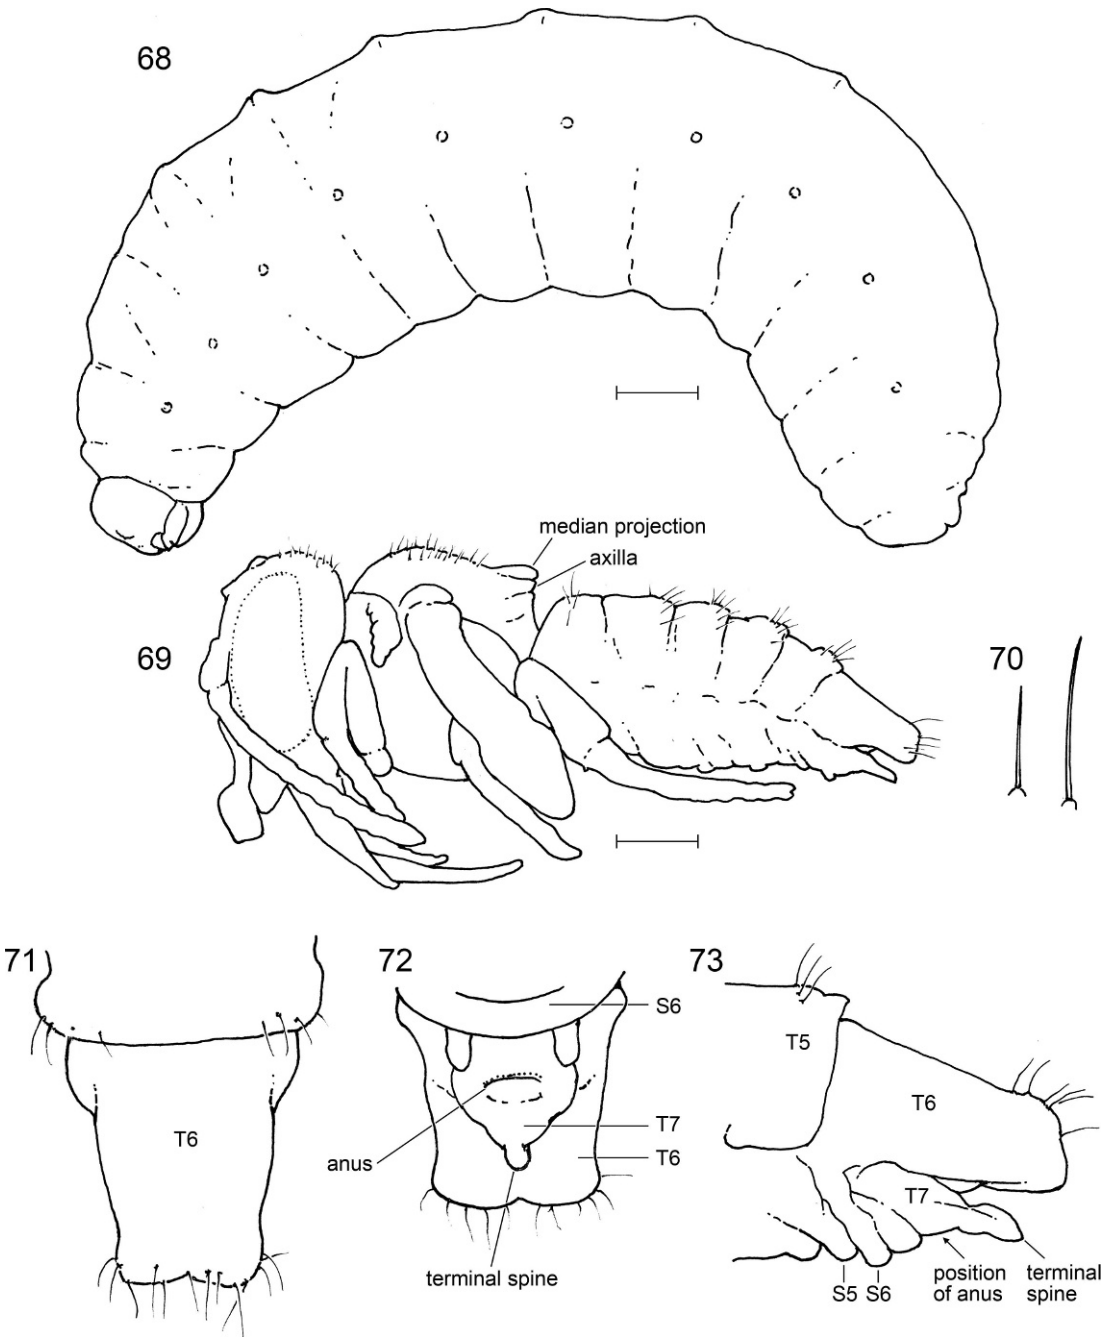 68
median projection
axilla
69
70
71
72
73
S6
T5
T6
T6
anus
T7
T6
T7
terminal spine
S5
S6
position
of anus
terminal
spine